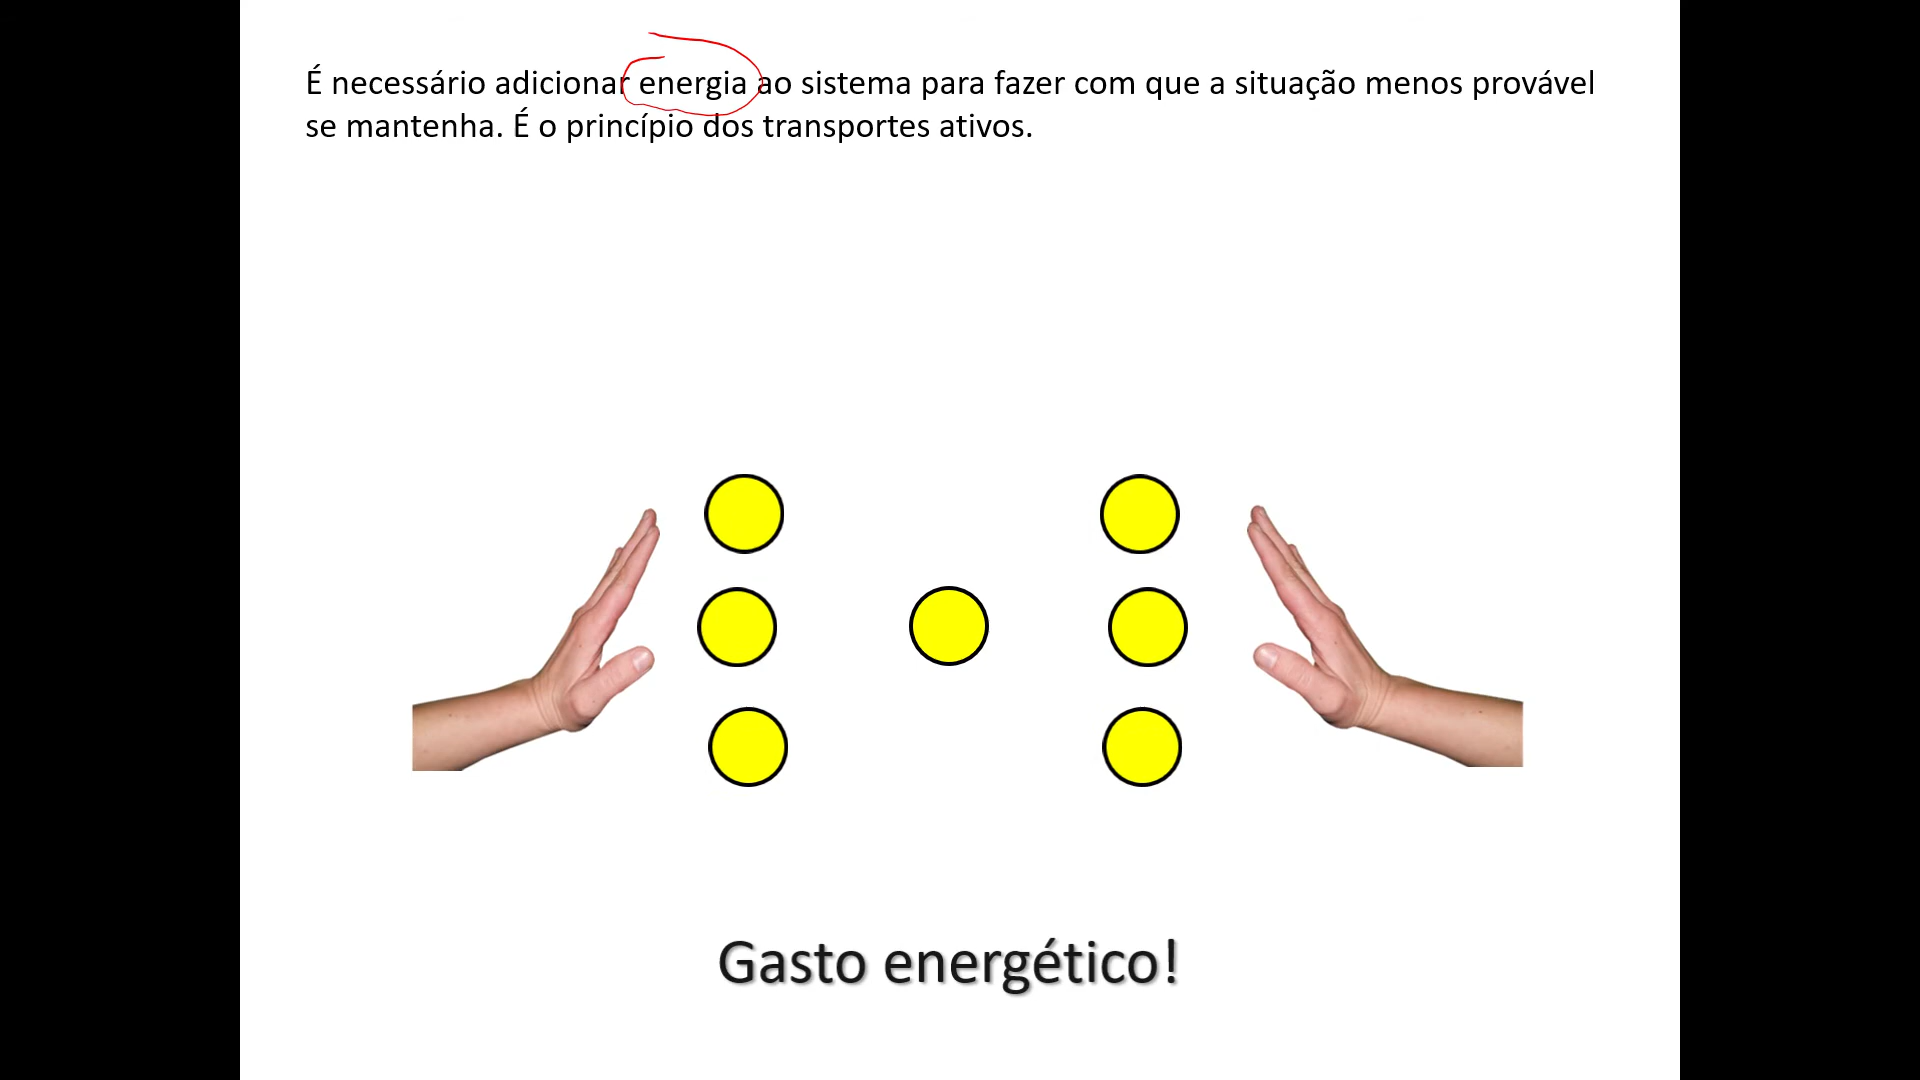 É necessário adicionar energia ao sistema para fazer com que a situação menos provável
se mantenha. É o princípio dos transportes ativos.
Gasto energético!